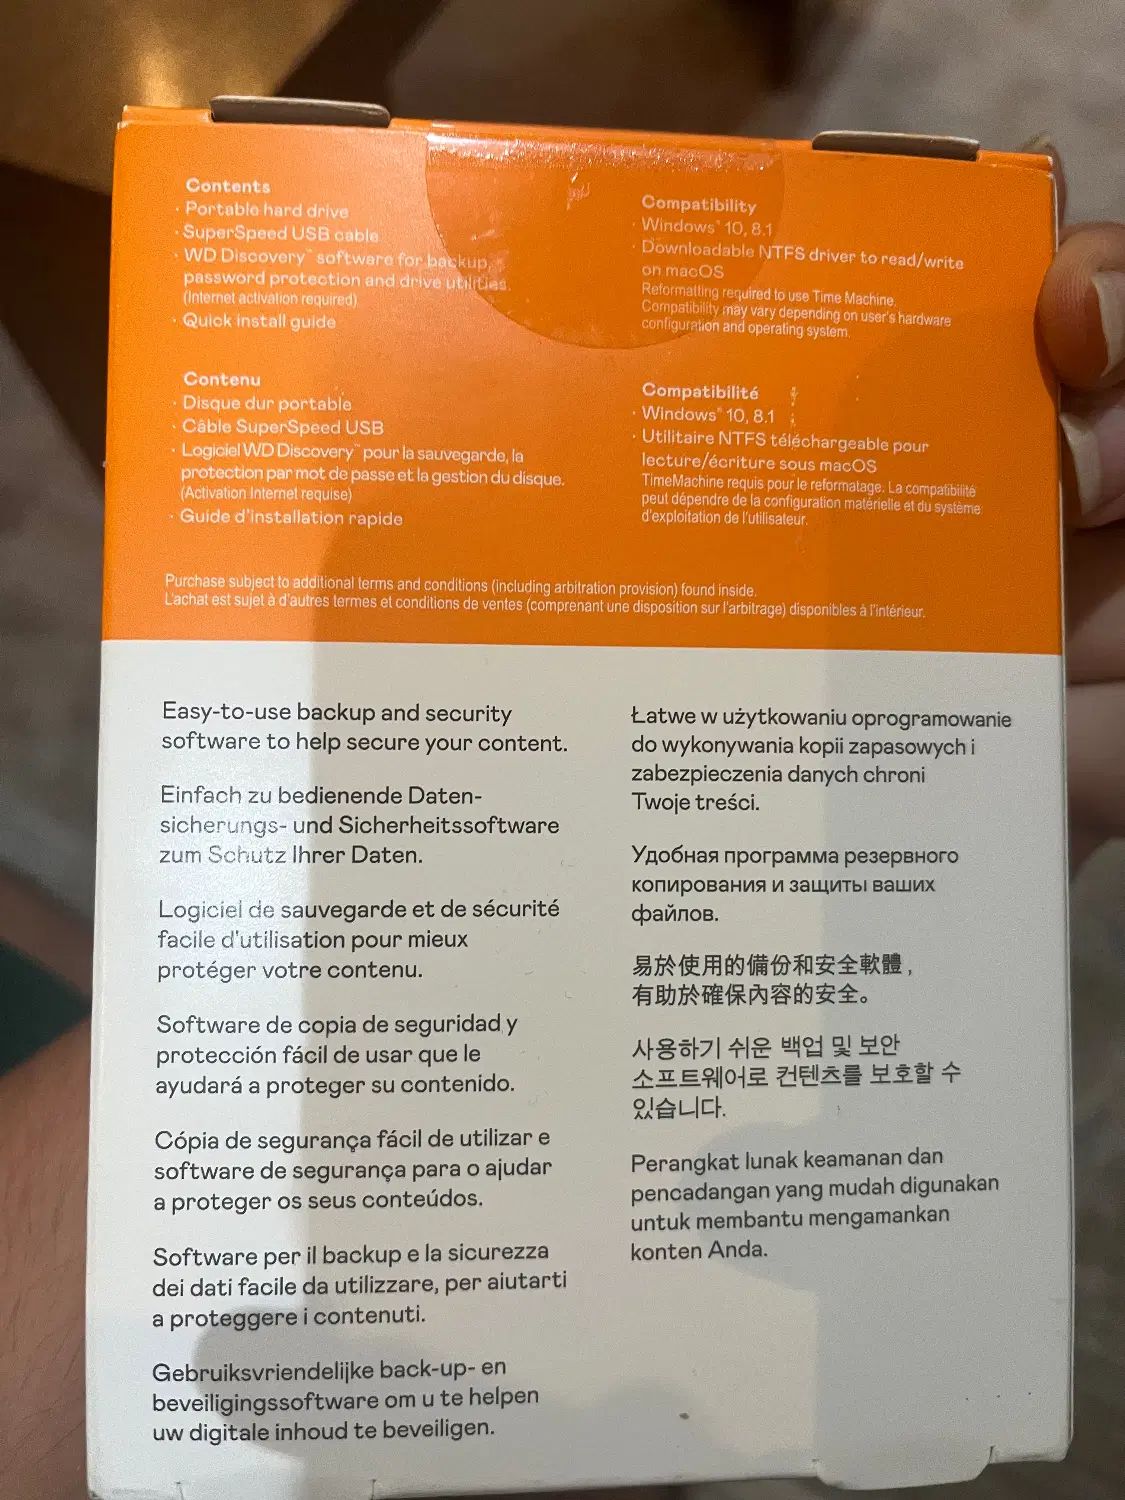 Contents
· Portable hard drive
· SuperSpeed USB cable
· WD Discovery™ software for backup,
password protection and drive utilities.
(Internet activation required)
· Quick install guide
Compatibility
· Windows® 10, 8.1
· Downloadable NTFS driver to read/write
on macOS
Reformatting required to use Time Machine.
Compatibility may vary depending on user's hardware
configuration and operating system.
Contenu
· Disque dur portable
· Câble SuperSpeed USB
· Logiciel WD Discovery™ pour la sauvegarde, la
protection par mot de passe et la gestion du disque.
(Activation Internet requise)
· Guide d'installation rapide
Compatibilité
· Windows® 10, 8.1
· Utilitaire NTFS téléchargeable pour
lecture/écriture sous macOS
TimeMachine requis pour le reformatage. La compatibilité
peut dépendre de la configuration matérielle et du système
d'exploitation de l'utilisateur.
Purchase subject to additional terms and conditions (including arbitration provision) found inside.
L'achat est sujet à d'autres termes et conditions de ventes (comprenant une disposition sur l'arbitrage) disponibles à l'intérieur.
Easy-to-use backup and security
software to help secure your content.
Einfach zu bedienende Daten-
sicherungs- und Sicherheitssoftware
zum Schutz Ihrer Daten.
Logiciel de sauvegarde et de sécurité
facile d'utilisation pour mieux
protéger votre contenu.
Software de copia de seguridad y
protección fácil de usar que le
ayudará a proteger su contenido.
Cópia de segurança fácil de utilizar e
software de segurança para o ajudar
a proteger os seus conteúdos.
Software per il backup e la sicurezza
dei dati facile da utilizzare, per aiutarti
a proteggere i contenuti.
Gebruiksvriendelijke back-up- en
beveiligingssoftware om u te helpen
uw digitale inhoud te beveiligen.
Łatwe w użytkowaniu oprogramowanie
do wykonywania kopii zapasowych i
zabezpieczenia danych chroni
Twoje treści.
Удобная программа резервного
копирования и защиты ваших
файлов.
易於使用的備份和安全軟體，
有助於確保內容的安全。
사용하기 쉬운 백업 및 보안
소프트웨어로 컨텐츠를 보호할 수
있습니다.
Perangkat lunak keamanan dan
pencadangan yang mudah digunakan
untuk membantu mengamankan
konten Anda.